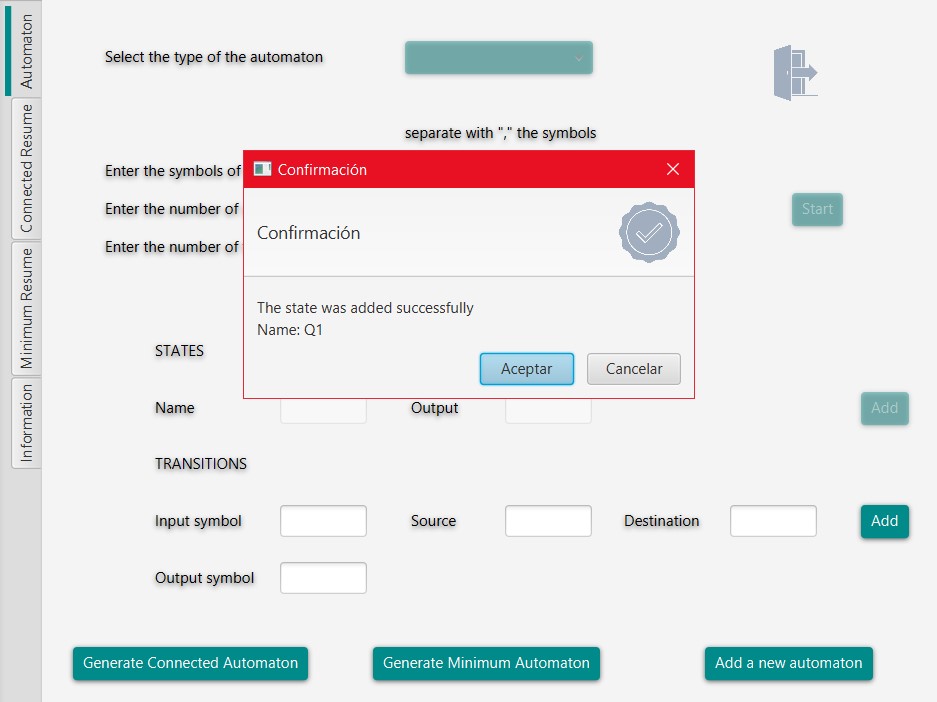 Automaton
Connected Resume
Minimum Resume
Information
Select the type of the automaton
separate with "," the symbols
Enter the symbols of
Enter the number of
Start
Enter the number of
Confirmación
Confirmación
The state was added successfully
Name: Q1
Aceptar Cancelar
STATES
Name Output Add
TRANSITIONS
Input symbol Source Destination Add
Output symbol
Generate Connected Automaton Generate Minimum Automaton Add a new automaton